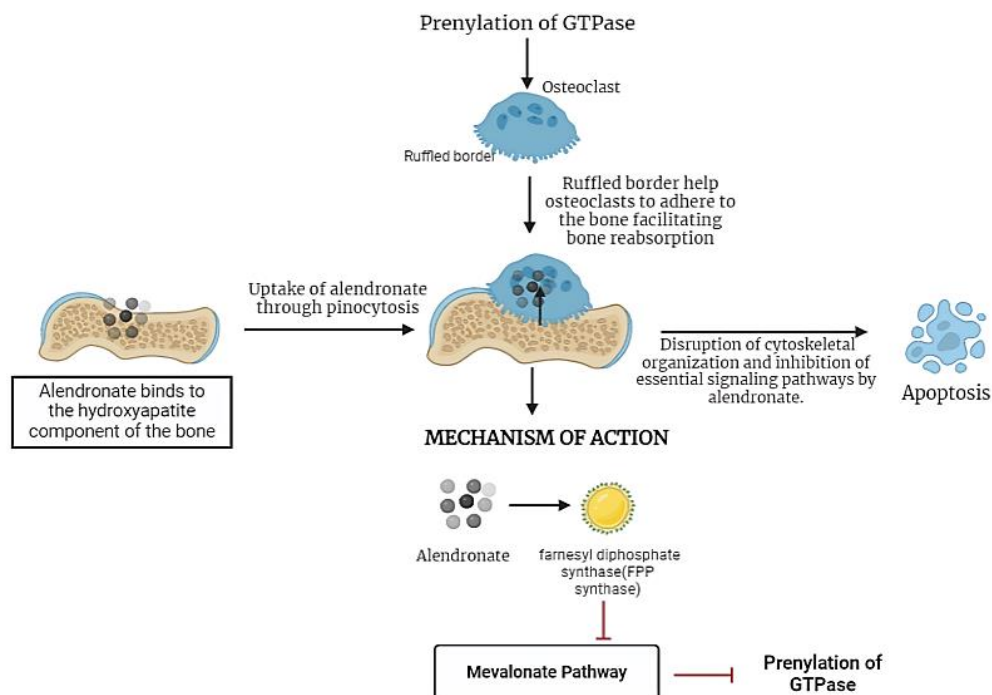 Prenylation of GTPase
Osteoclast
Ruffled border
Ruffled border help
osteoclasts to adhere to
the bone facilitating
bone reabsorption
Uptake of alendronate
through pinocytosis
Alendronate binds to
the hydroxyapatite
component of the bone
Disruption of cytoskeletal
organization and inhibition of
essential signaling pathways by
alendronate.
Apoptosis
MECHANISM OF ACTION
Alendronate
farnesyl diphosphate
synthase(FPP
synthase)
Mevalonate Pathway
Prenylation of
GTPase